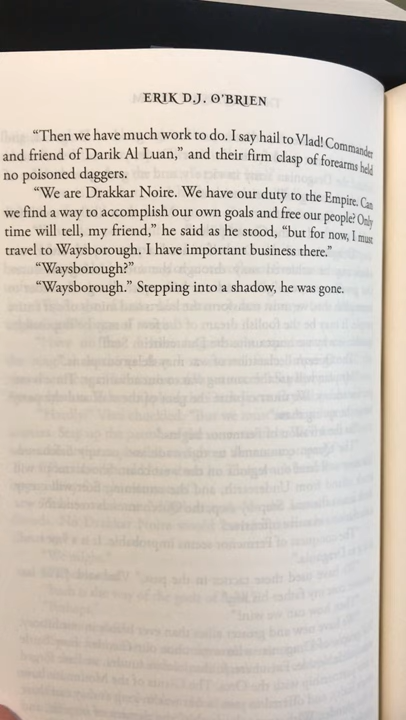 ERIK D.J. O'BRIEN
"Then we have much work to do. I say hail to Vlad! Commander
and friend of Darik Al Luan," and their firm clasp of forearms held
no poisoned daggers.
"We are Drakkar Noire. We have our duty to the Empire. Can
we find a way to accomplish our own goals and free our people? Only
time will tell, my friend," he said as he stood, "but for now, I must
travel to Waysborough. I have important business there."
"Waysborough?"
"Waysborough." Stepping into a shadow, he was gone.